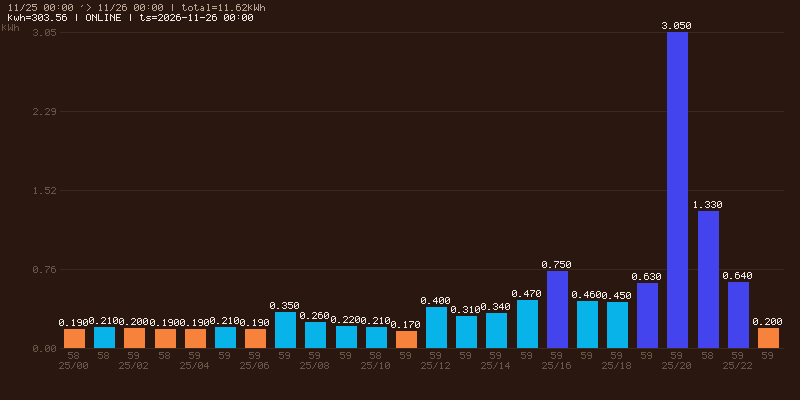 11/25 00:00 -> 11/26 00:00 | total=11.62kWh
kWh=303.56 | ONLINE | ts=2026-11-26 00:00
kWh
3.05
2.29
1.52
0.76
0.00
0.190 0.210 0.200 0.190 0.190 0.210 0.190 0.350 0.260 0.220 0.210 0.170 0.400 0.310 0.340 0.470 0.750 0.460 0.450 0.630 3.050 1.330 0.640 0.200
58 58 59 58 59 59 59 59 59 59 58 59 59 59 59 59 59 59 59 59 59 58 59 59
25/00 25/02 25/04 25/06 25/08 25/10 25/12 25/14 25/16 25/18 25/20 25/22